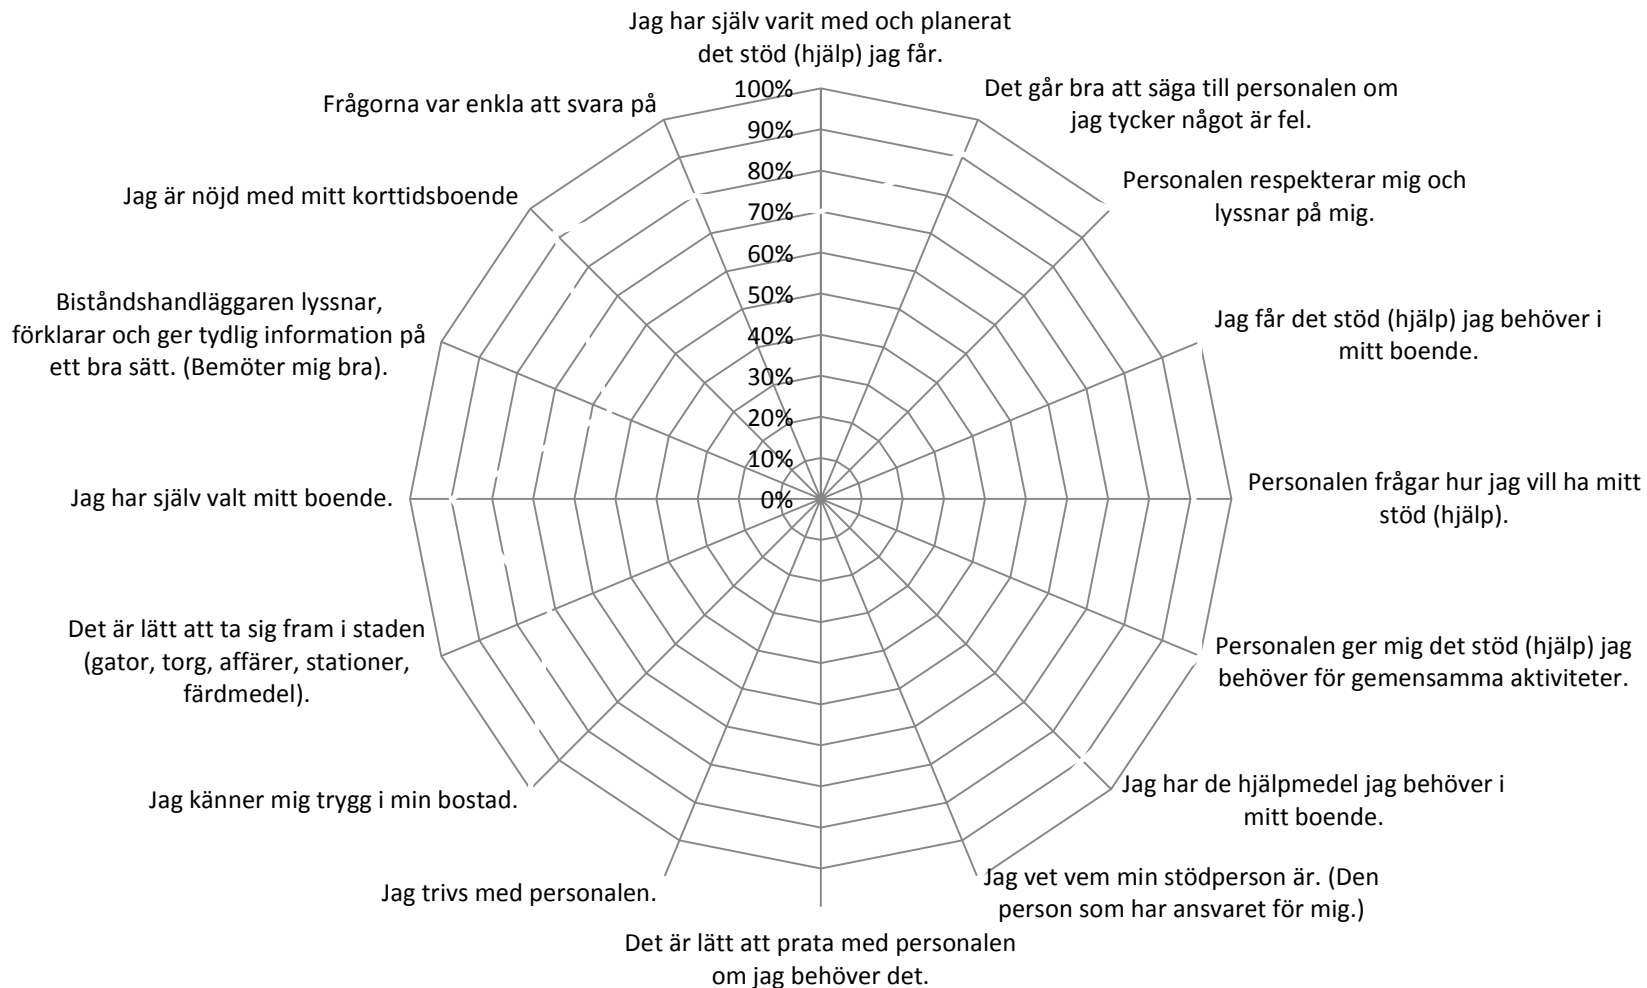 Jag har själv varit med och planerat
det stöd (hjälp) jag får.
Det går bra att säga till personalen om
jag tycker något är fel.
Personalen respekterar mig och
lyssnar på mig.
Jag får det stöd (hjälp) jag behöver i
mitt boende.
Personalen frågar hur jag vill ha mitt
stöd (hjälp).
Personalen ger mig det stöd (hjälp) jag
behöver för gemensamma aktiviteter.
Jag har de hjälpmedel jag behöver i
mitt boende.
Jag vet vem min stödperson är. (Den
person som har ansvaret för mig.)
Det är lätt att prata med personalen
om jag behöver det.
Jag trivs med personalen.
Jag känner mig trygg i min bostad.
Det är lätt att ta sig fram i staden
(gator, torg, affärer, stationer,
färdmedel).
Jag har själv valt mitt boende.
Biståndshandläggaren lyssnar,
förklarar och ger tydlig information på
ett bra sätt. (Bemöter mig bra).
Jag är nöjd med mitt korttidsboende
Frågorna var enkla att svara på
100%
90%
80%
70%
60%
50%
40%
30%
20%
10%
0%